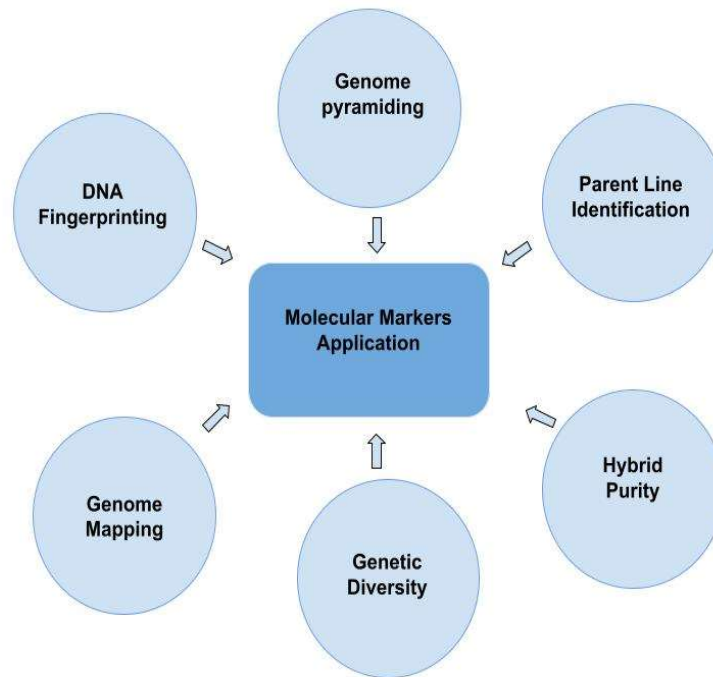 Genome
pyramiding
DNA
Fingerprinting
Parent Line
Identification
Molecular Markers
Application
Genome
Mapping
Hybrid
Purity
Genetic
Diversity